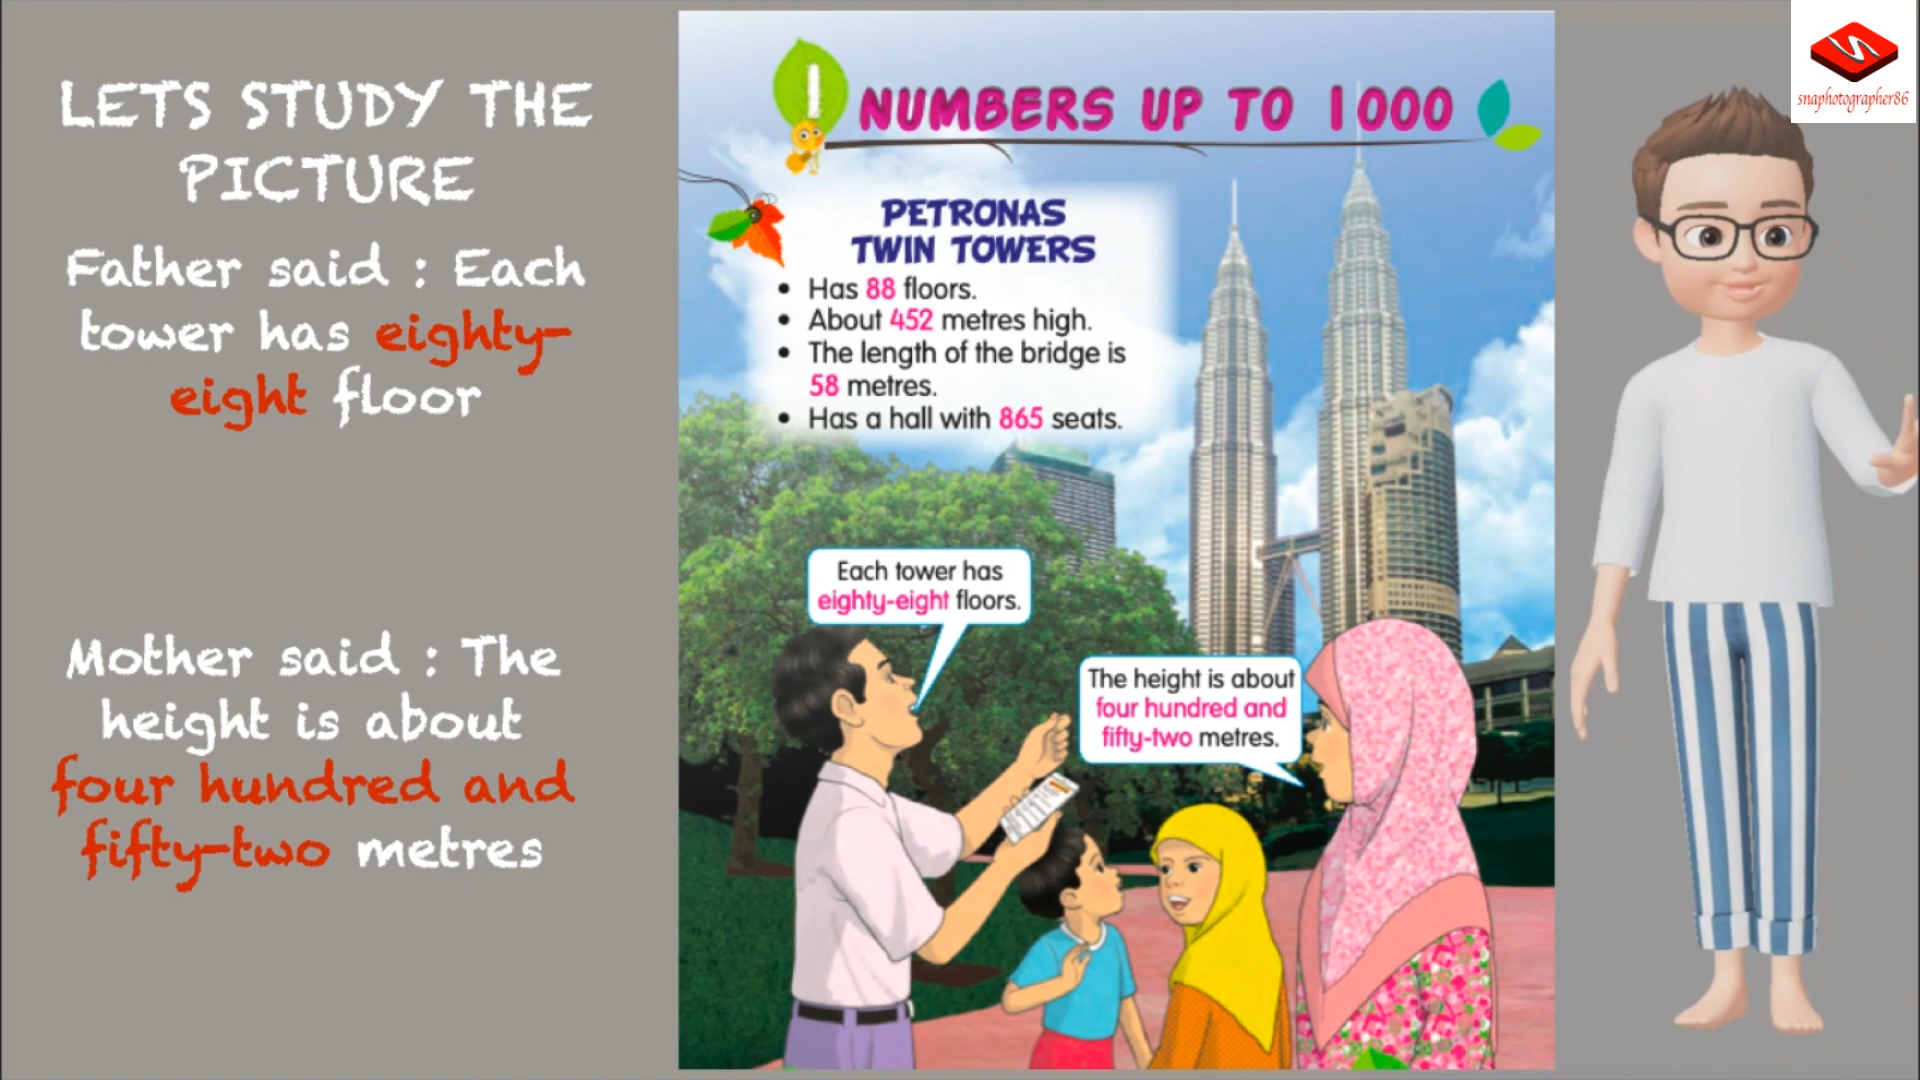 LETS STUDY THE
PICTURE
Father said : Each
tower has eighty-
eight floor
Mother said : The
height is about
four hundred and
fifty-two metres
1 NUMBERS UP TO 1 000
PETRONAS
TWIN TOWERS
• Has 88 floors.
• About 452 metres high.
• The length of the bridge is
58 metres.
• Has a hall with 865 seats.
Each tower has
eighty-eight floors.
The height is about
four hundred and
fifty-two metres.
snaphotographer86